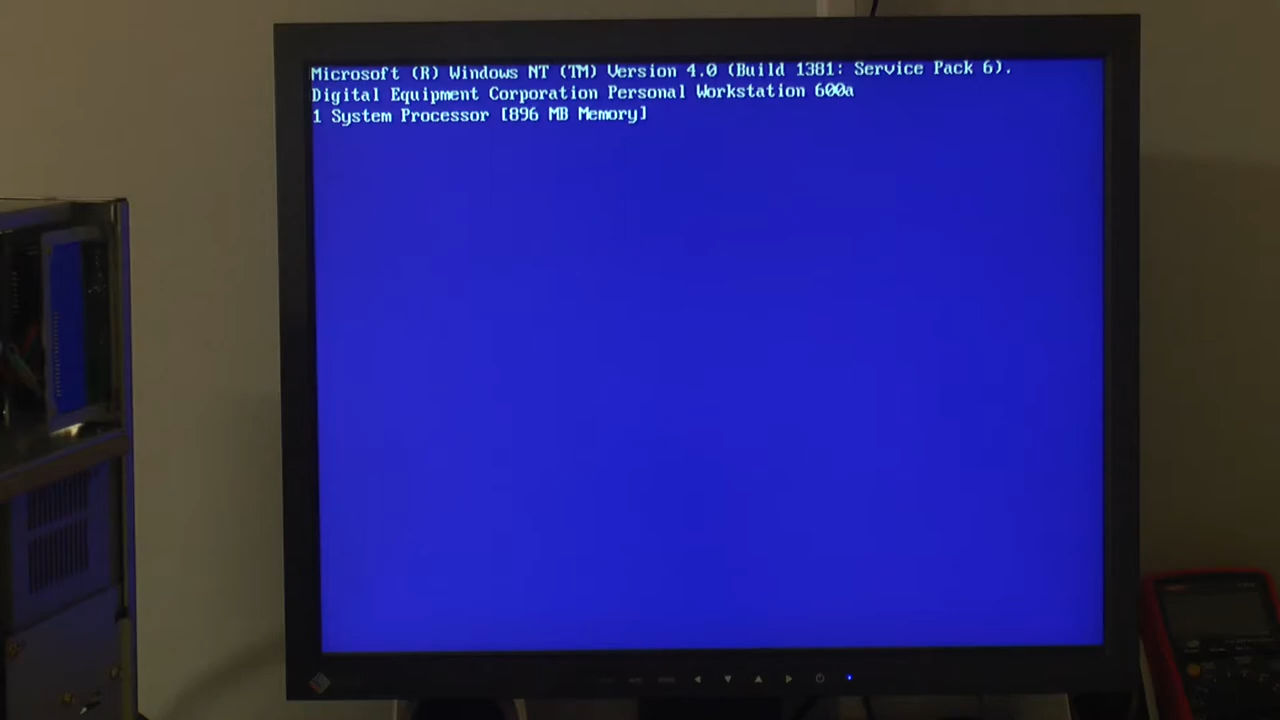 Microsoft (R) Windows NT (TM) Version 4.0 (Build 1381: Service Pack 6).
Digital Equipment Corporation Personal Workstation 600a
1 System Processor [896 MB Memory]